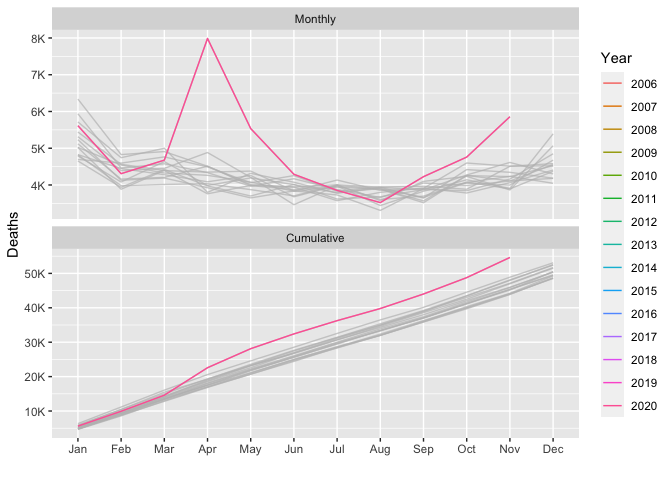 Monthly
8K
7K
6K
5K
4K
Deaths
Cumulative
50K
40K
30K
20K
10K
Jan Feb Mar Apr May Jun Jul Aug Sep Oct Nov Dec
Year
2006
2007
2008
2009
2010
2011
2012
2013
2014
2015
2016
2017
2018
2019
2020